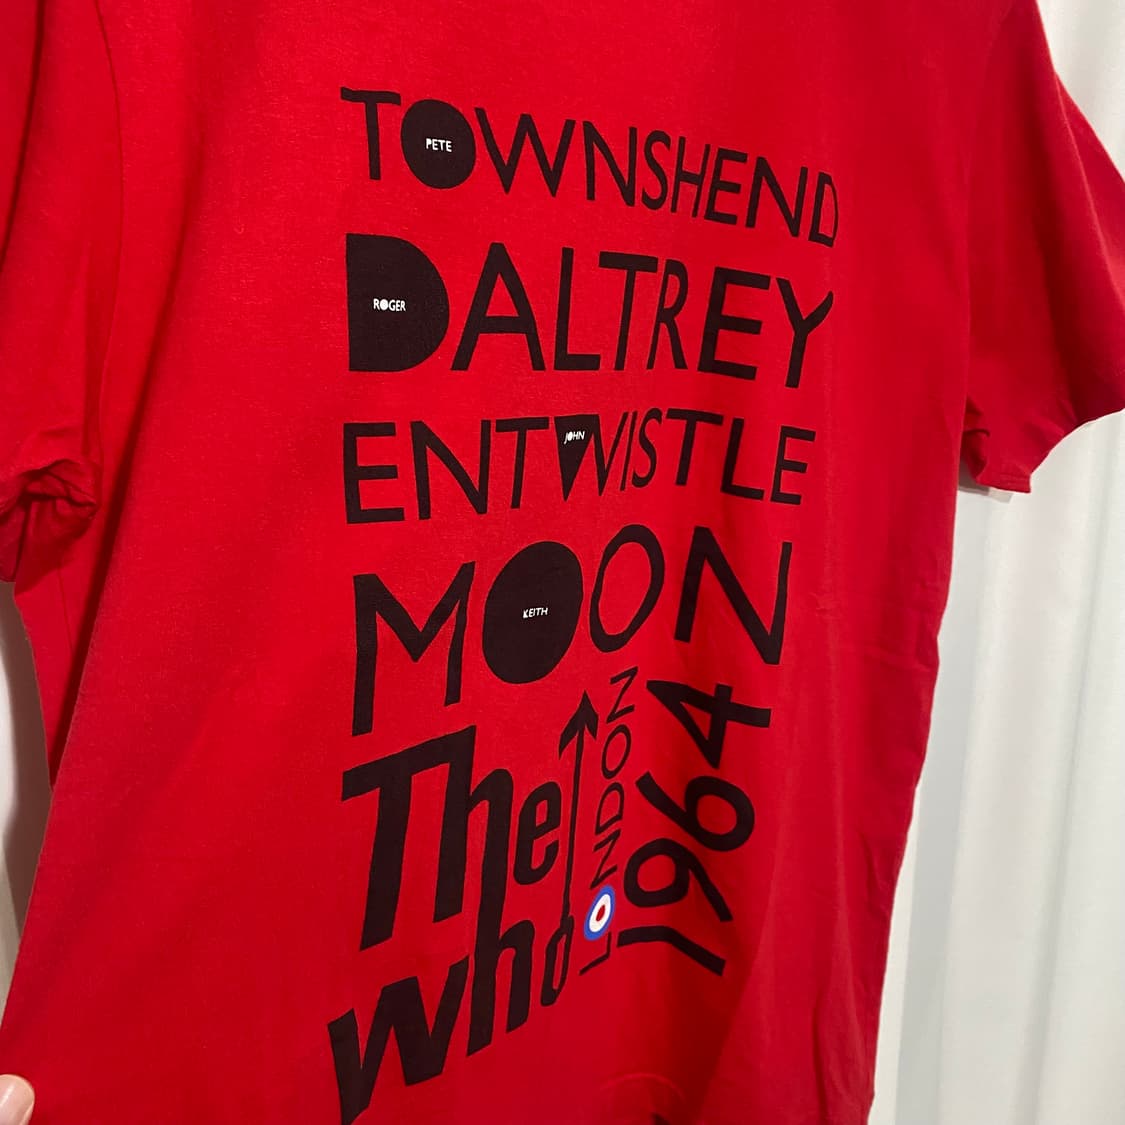 TOWNSHEND
PETE
DALTREY
ROGER
ENTWISTLE
JOHN
MOON
KEITH
The
who
LONDON
1964